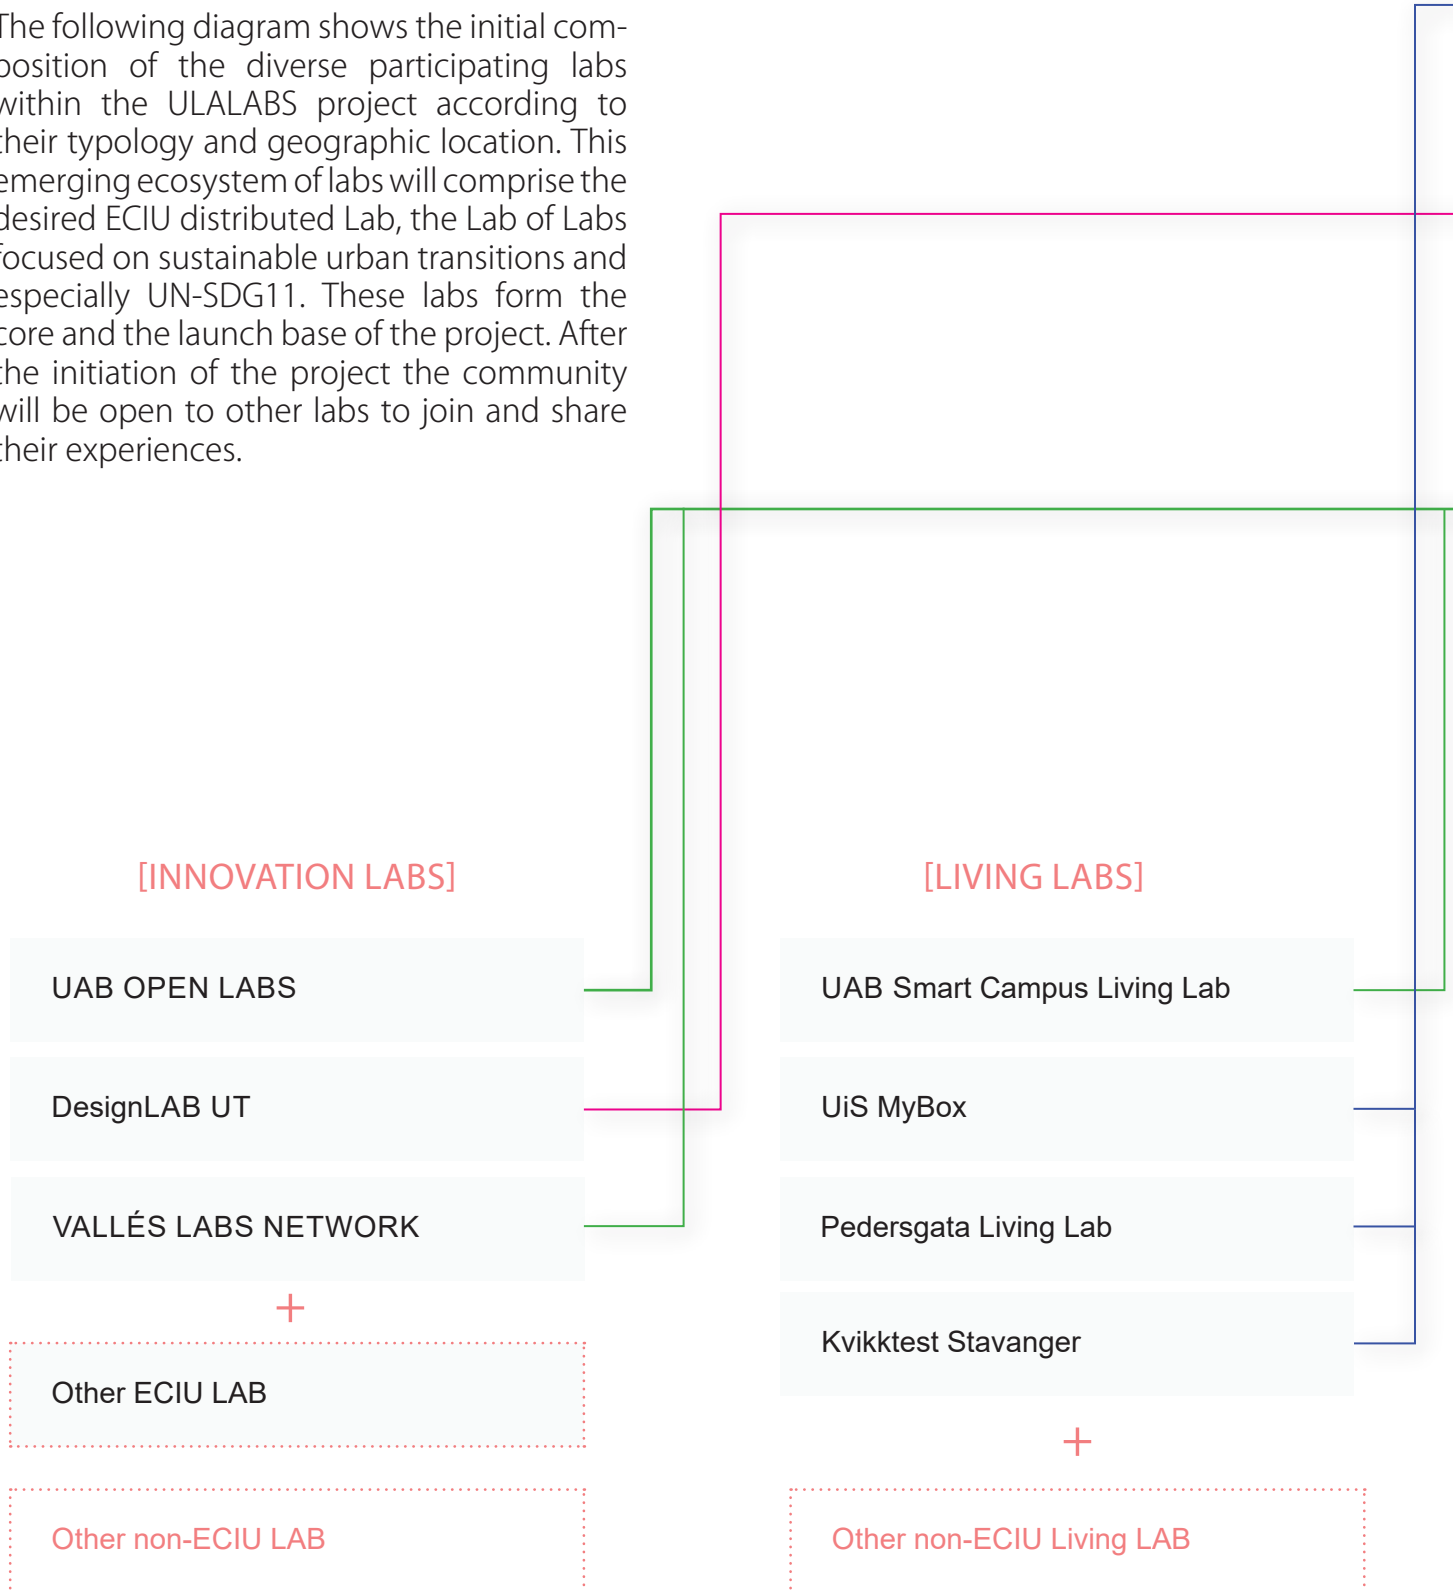 The following diagram shows the initial com-
position of the diverse participating labs
within the ULALABS project according to
their typology and geographic location. This
emerging ecosystem of labs will comprise the
desired ECIU distributed Lab, the Lab of Labs
focused on sustainable urban transitions and
especially UN-SDG11. These labs form the
core and the launch base of the project. After
the initiation of the project the community
will be open to other labs to join and share
their experiences.
[INNOVATION LABS]
UAB OPEN LABS
DesignLAB UT
VALLÉS LABS NETWORK
+
Other ECIU LAB
Other non-ECIU LAB
[LIVING LABS]
UAB Smart Campus Living Lab
UiS MyBox
Pedersgata Living Lab
Kvikktest Stavanger
+
Other non-ECIU Living LAB